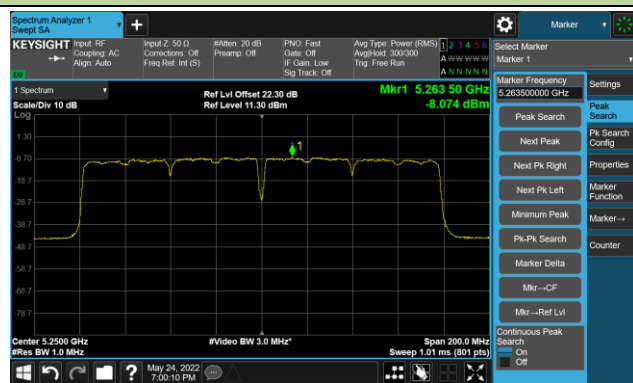 Spectrum Analyzer 1
Swept SA
Marker
KEYSIGHT
Input: RF
Coupling: AC
Align: Auto
Input Z: 50 Ω
Corrections: Off
Freq Ref: Int (S)
#Atten: 20 dB
Preamp: Off
PNO: Fast
Gate: Off
IF Gain: Low
Sig Track: Off
Avg Type: Power (RMS)
Avg|Hold: 300/300
Trig: Free Run
1 2 3 4 5 6
A W W W W W
A N N N N N
LXI
1 Spectrum
Scale/Div 10 dB
Ref Lvl Offset 22.30 dB
Ref Level 11.30 dBm
Mkr1 5.263 50 GHz
-8.074 dBm
Log
1.30
-8.70
-18.7
-28.7
-38.7
-48.7
-58.7
-68.7
-78.7
1
Center 5.2500 GHz
#Res BW 1.0 MHz
#Video BW 3.0 MHz*
Span 200.0 MHz
Sweep 1.01 ms (801 pts)
Select Marker
Marker 1
Marker Frequency
5.263500000 GHz
Peak Search
Next Peak
Next Pk Right
Next Pk Left
Minimum Peak
Pk-Pk Search
Marker Delta
Mkr→CF
Mkr→Ref Lvl
Continuous Peak
Search
On
Off
Settings
Peak
Search
Pk Search
Config
Properties
Marker
Function
Marker→
Counter
May 24, 2022
7:00:10 PM